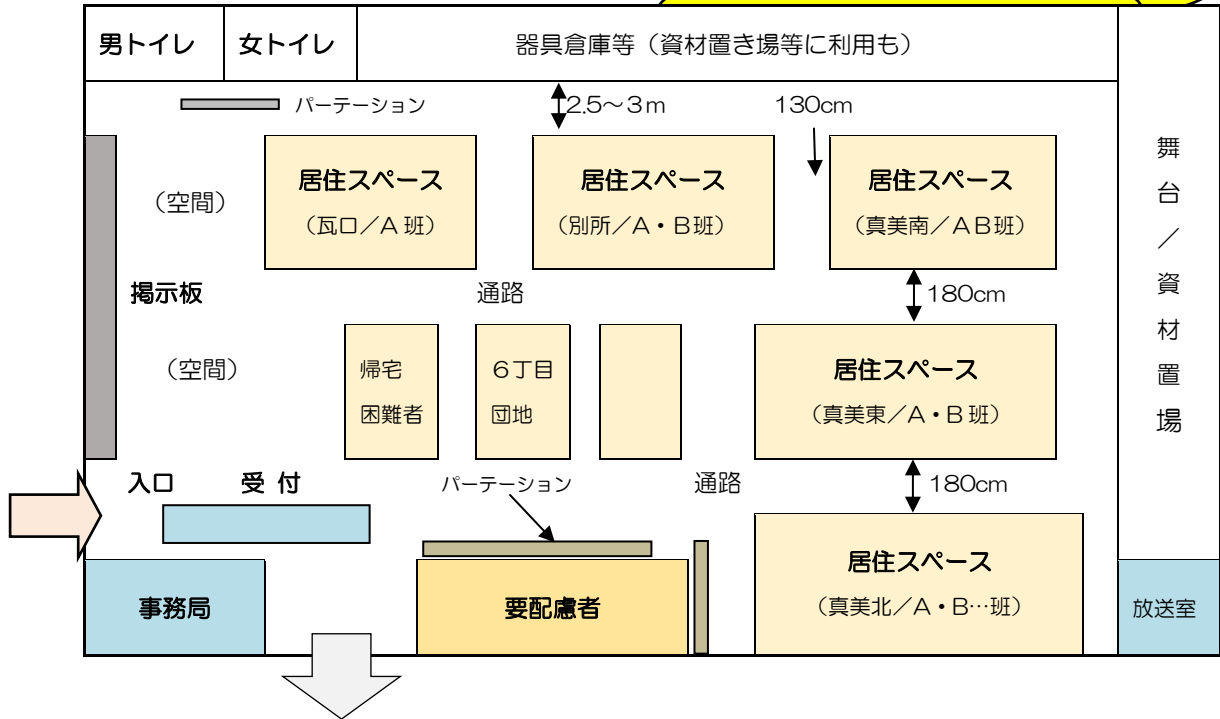 男トイレ
女トイレ
器具倉庫等（資材置き場等に利用も）
パーテーション
2.5～3ｍ
130cm
居住スペース
（瓦口／A 班）
居住スペース
（別所／A・B班）
居住スペース
（真美南／AB班）
舞台／資材置場
（空間）
掲示板
通路
180cm
（空間）
帰宅
困難者
６丁目
団地
居住スペース
（真美東／A・B 班）
入口
受 付
パーテーション
通路
180cm
事務局
要配慮者
居住スペース
（真美北／A・B…班）
放送室